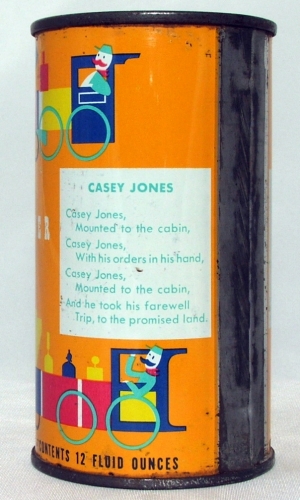 ER
CASEY JONES
Casey Jones,
Mounted to the cabin,
Casey Jones,
With his orders in his hand,
Casey Jones,
Mounted to the cabin,
And he took his farewell
Trip, to the promised land.
CONTENTS 12 FLUID OUNCES